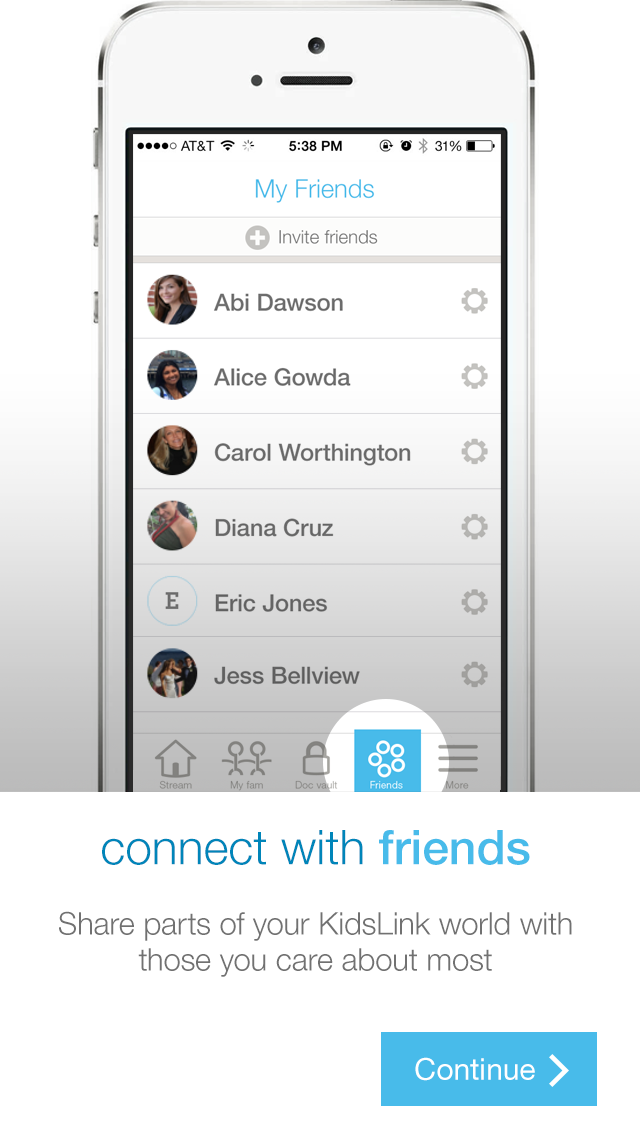 AT&T 5:38 PM 31%
My Friends
Invite friends
Abi Dawson
Alice Gowda
Carol Worthington
Diana Cruz
E Eric Jones
Jess Bellview
Stream My fam Doc vault Friends More
connect with friends
Share parts of your KidsLink world with
those you care about most
Continue